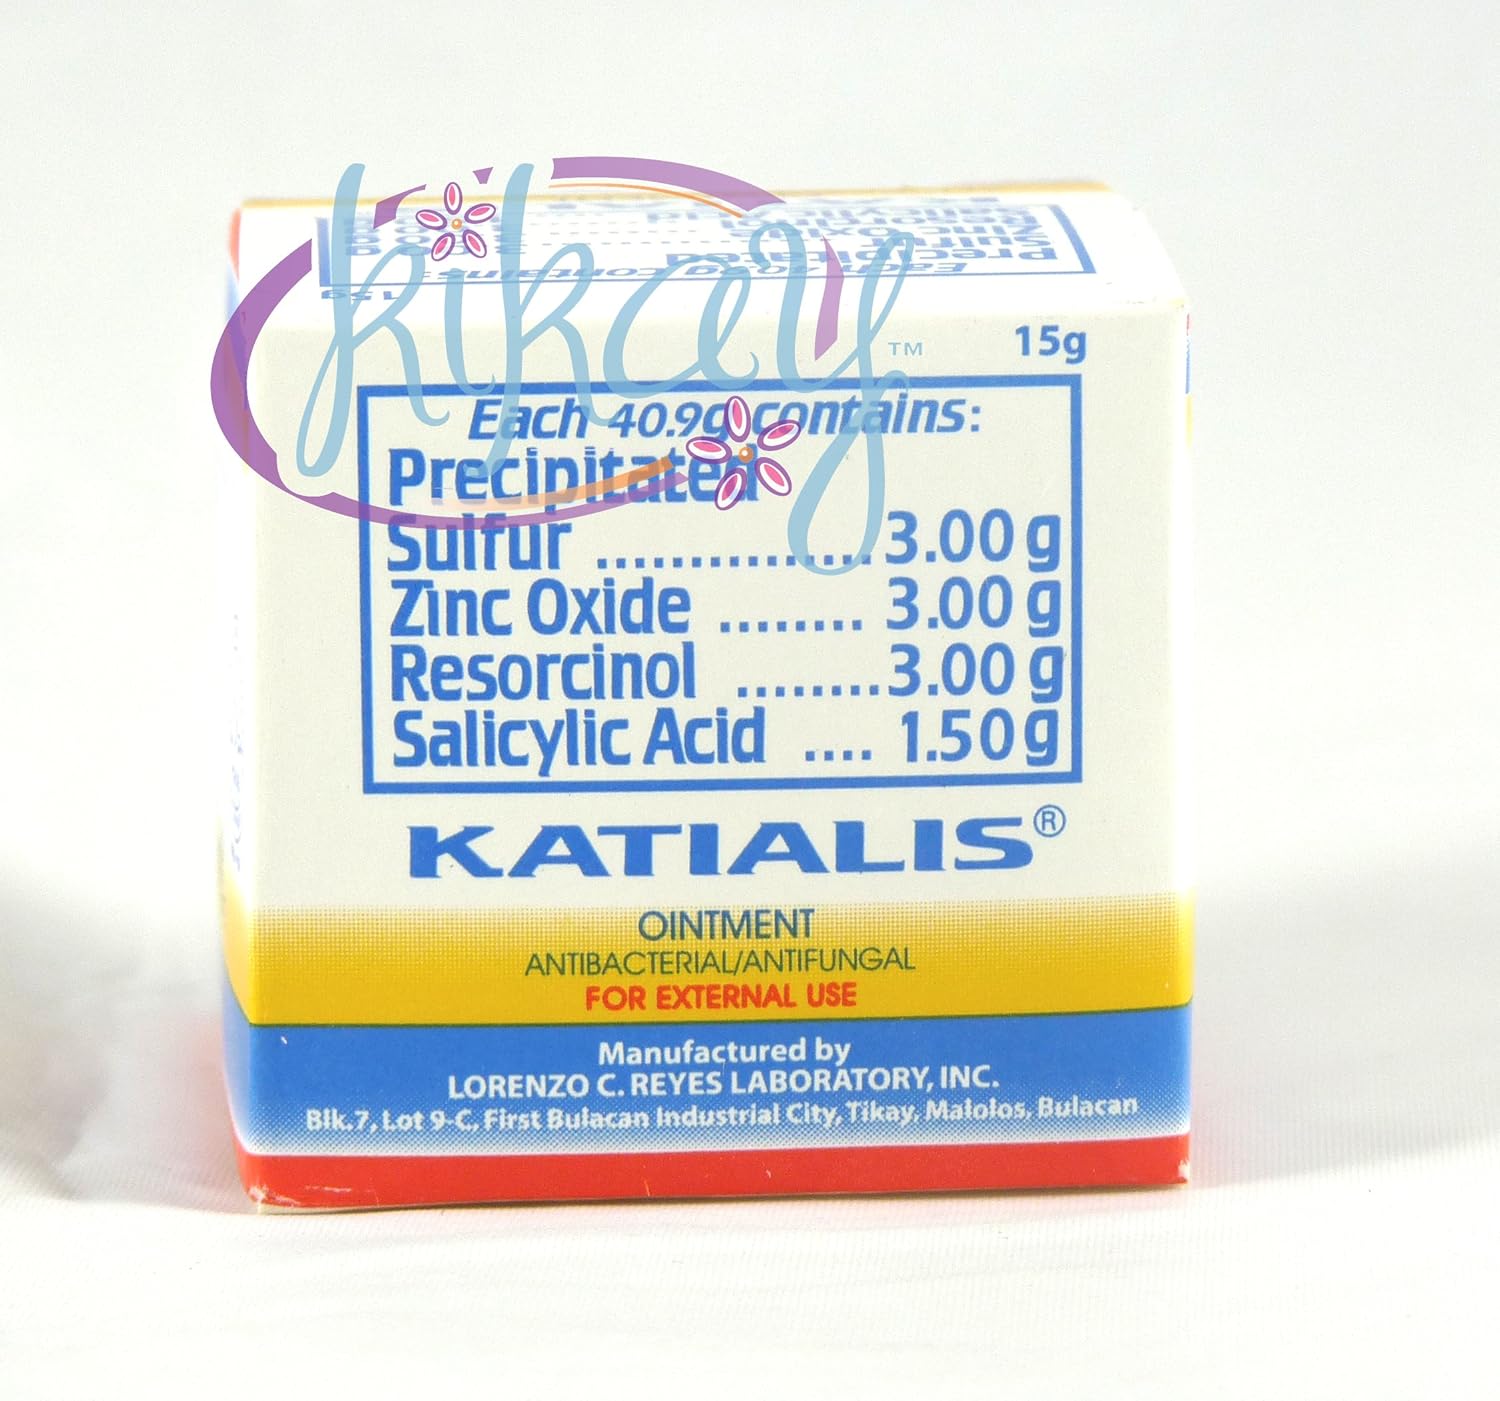 kikay™
15g
Each 40.9g contains:
Precipitated
Sulfur ............... 3.00 g
Zinc Oxide ........ 3.00 g
Resorcinol ........ 3.00 g
Salicylic Acid .... 1.50 g
KATIALIS®
OINTMENT
ANTIBACTERIAL/ANTIFUNGAL
FOR EXTERNAL USE
Manufactured by
LORENZO C. REYES LABORATORY, INC.
Blk.7, Lot 9-C, First Bulacan Industrial City, Tikay, Malolos, Bulacan